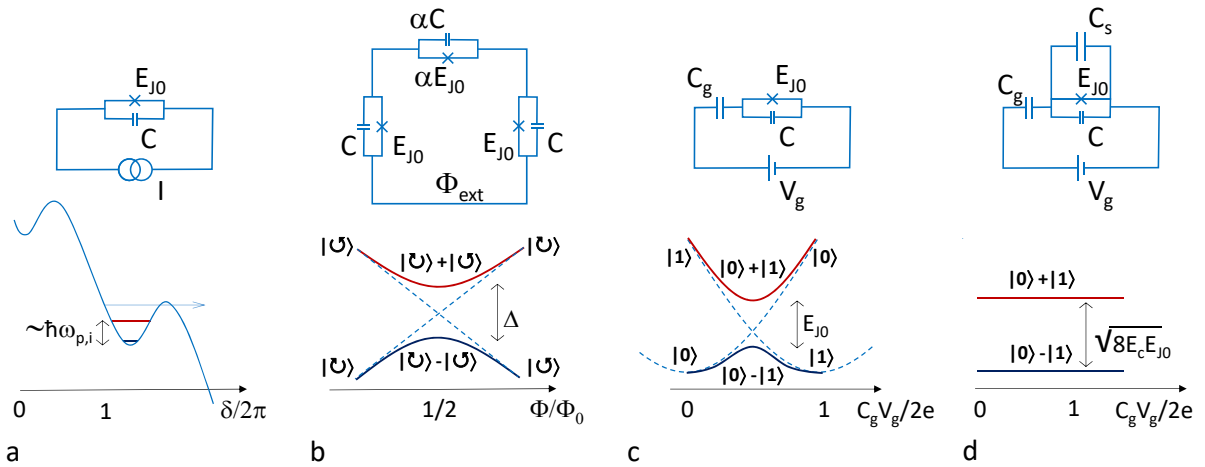 E_J0
C
I
~ħω_p,i
0
1
δ/2π
a
αC
αE_J0
C
E_J0
E_J0
C
Φ_ext
|↻⟩+|↺⟩
|↺⟩
|↻⟩
Δ
|↻⟩
|↻⟩-|↺⟩
|↺⟩
1/2
Φ/Φ_0
b
C_g
E_J0
C
V_g
|1⟩
|0⟩+|1⟩
|0⟩
E_J0
|0⟩
|0⟩-|1⟩
|1⟩
0
1
C_gV_g/2e
c
C_s
C_g
E_J0
C
V_g
|0⟩+|1⟩
√8E_cE_J0
|0⟩-|1⟩
0
1
C_gV_g/2e
d